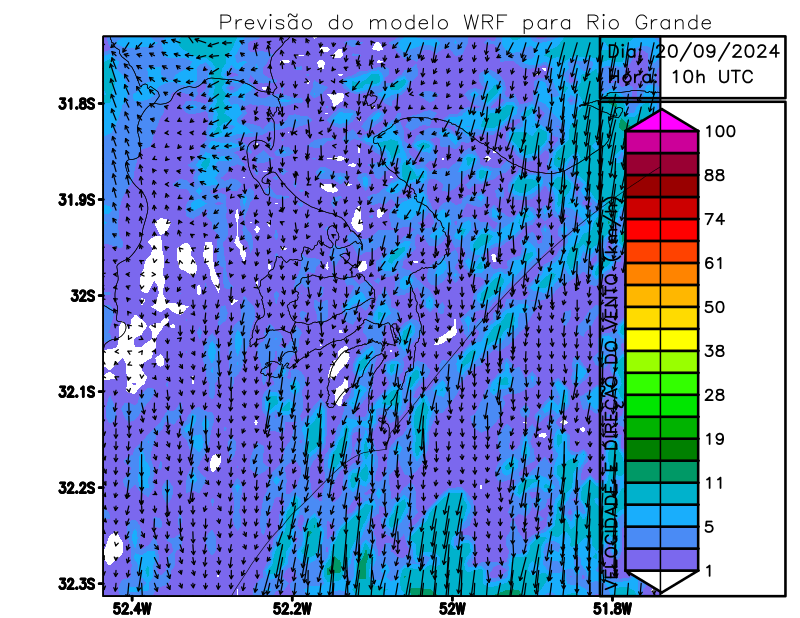 Previsão do modelo WRF para Rio Grande
Dia: 20/09/2024
Hora: 10h UTC
31.8S
31.9S
32S
32.1S
32.2S
32.3S
52.4W
52.2W
52W
51.8W
VELOCIDADE E DIREÇÃO DO VENTO (km/h)
100
88
74
61
50
38
28
19
11
5
1